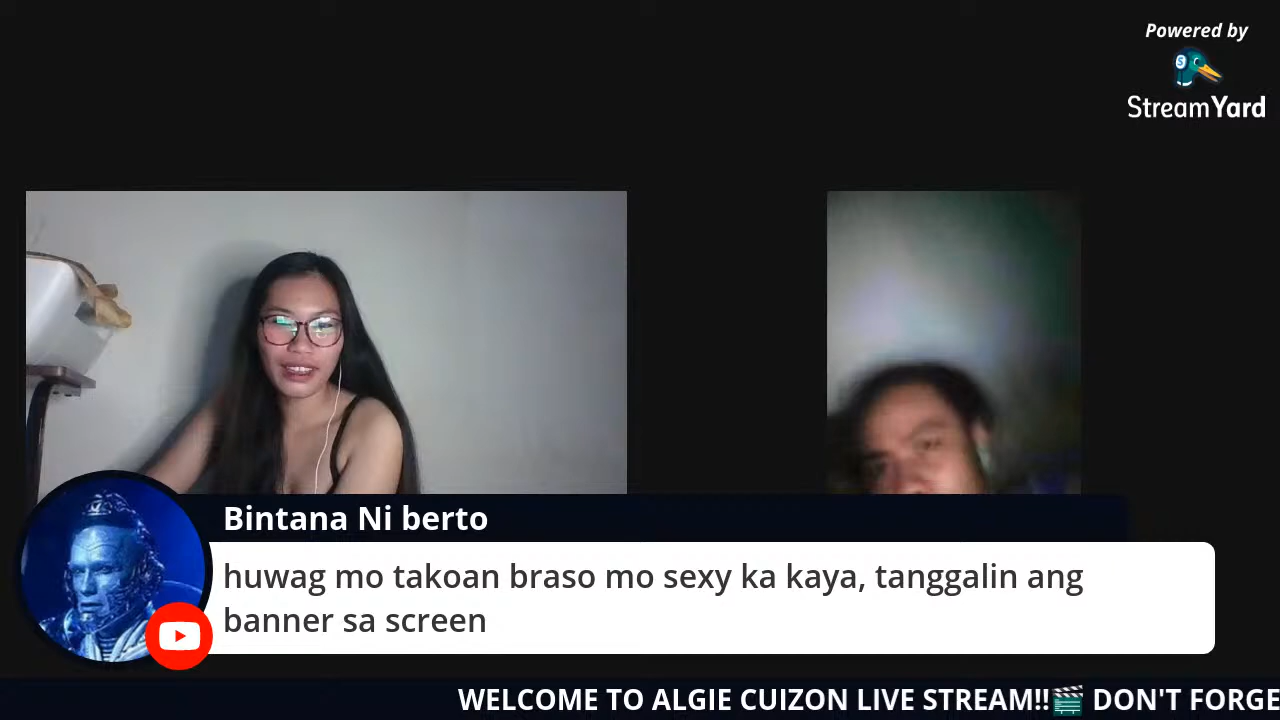 Powered by
StreamYard
Bintana Ni berto
huwag mo takoan braso mo sexy ka kaya, tanggalin ang
banner sa screen
WELCOME TO ALGIE CUIZON LIVE STREAM!!🎬 DON'T FORGE